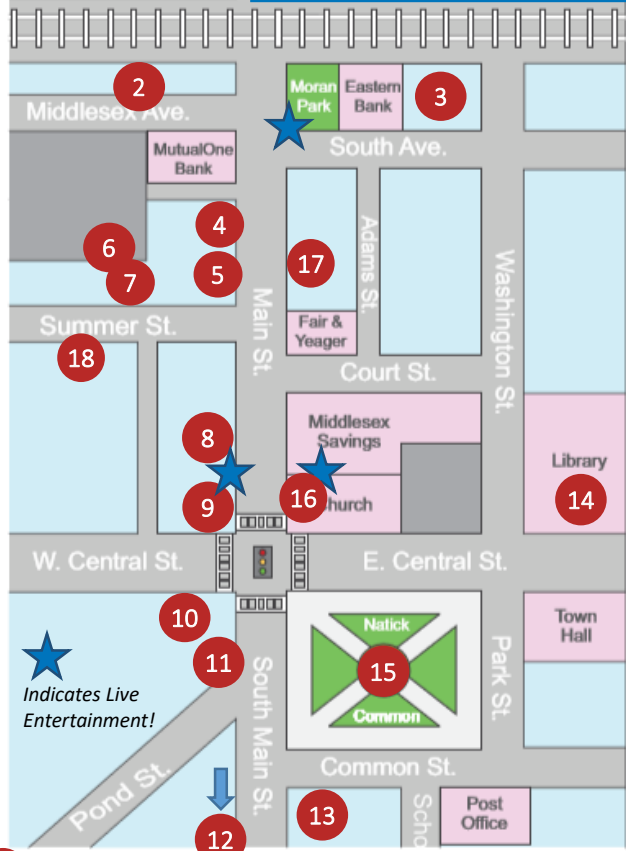 2
Middlesex Ave.
Moran
Park
Eastern
Bank
3
South Ave.
MutualOne
Bank
4
5
6
7
17
Adams St.
Washington St.
Main St.
Fair &
Yeager
Summer St.
18
Court St.
8
9
Middlesex
Savings
16
Church
Library
14
W. Central St.
E. Central St.
10
11
Indicates Live
Entertainment!
Natick
15
Common
Town
Hall
Park St.
South Main St.
Pond St.
Common St.
12
13
Scho
Post
Office